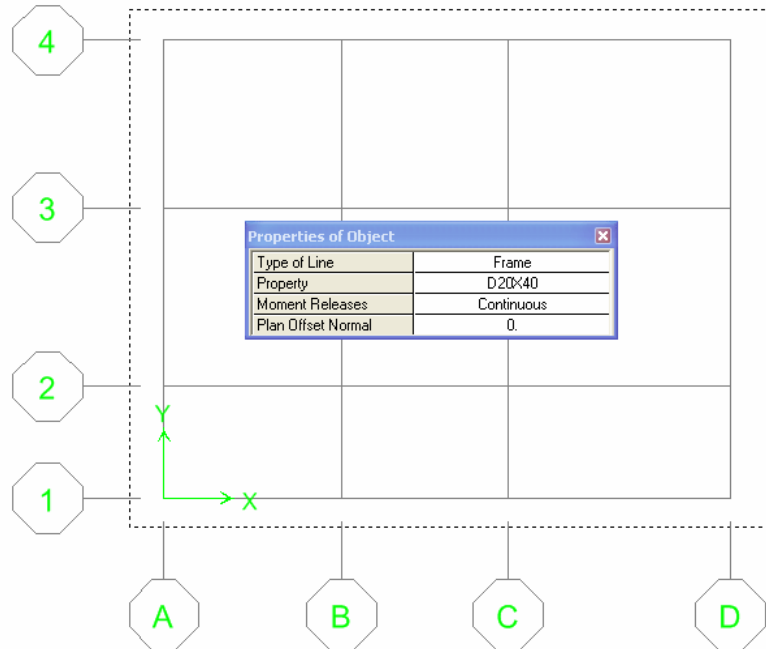 4
3
Properties of Object
Type of Line Frame
Property D20X40
Moment Releases Continuous
Plan Offset Normal 0.
2
Y
1
X
A B C D